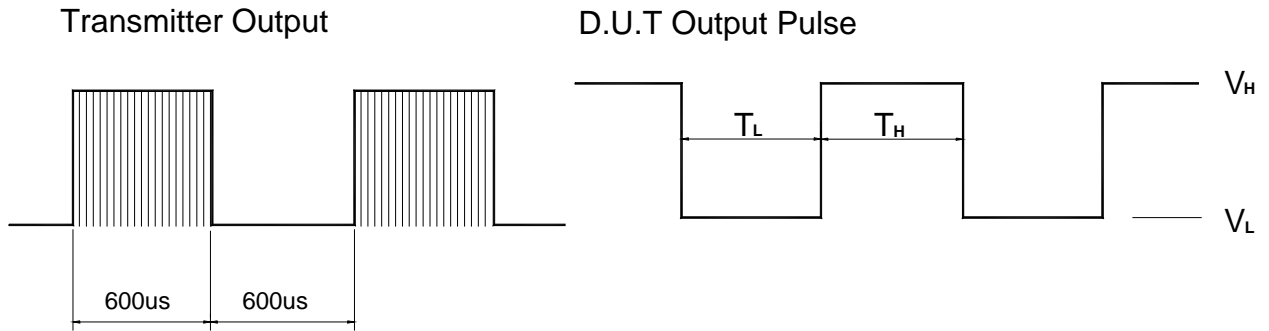 Transmitter Output
D.U.T Output Pulse
VH
TL
TH
VL
600us
600us